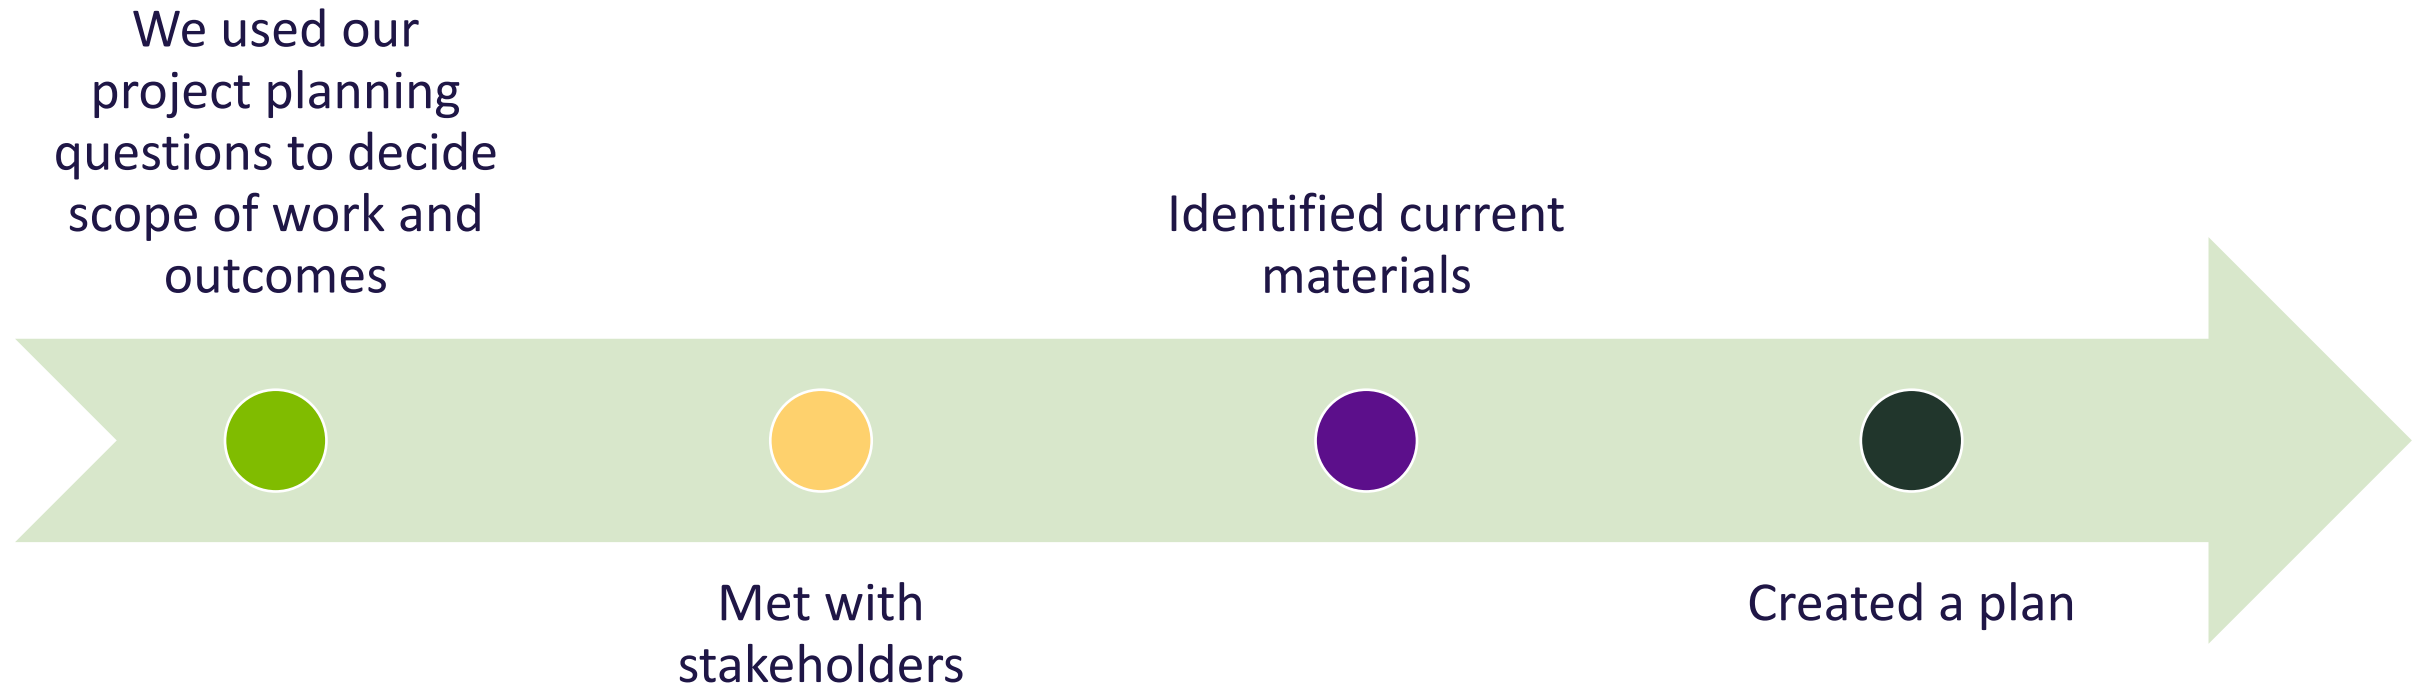 We used our
project planning
questions to decide
scope of work and
outcomes
Met with
stakeholders
Identified current
materials
Created a plan